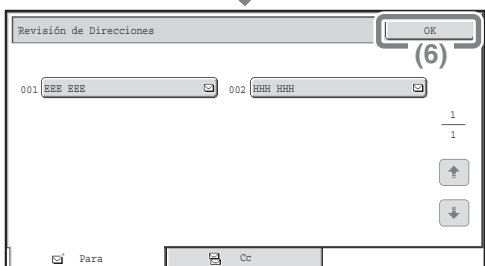 Revisión de Direcciones
OK
(6)
001 EEE EEE
002 HHH HHH
1
1
Para
Cc